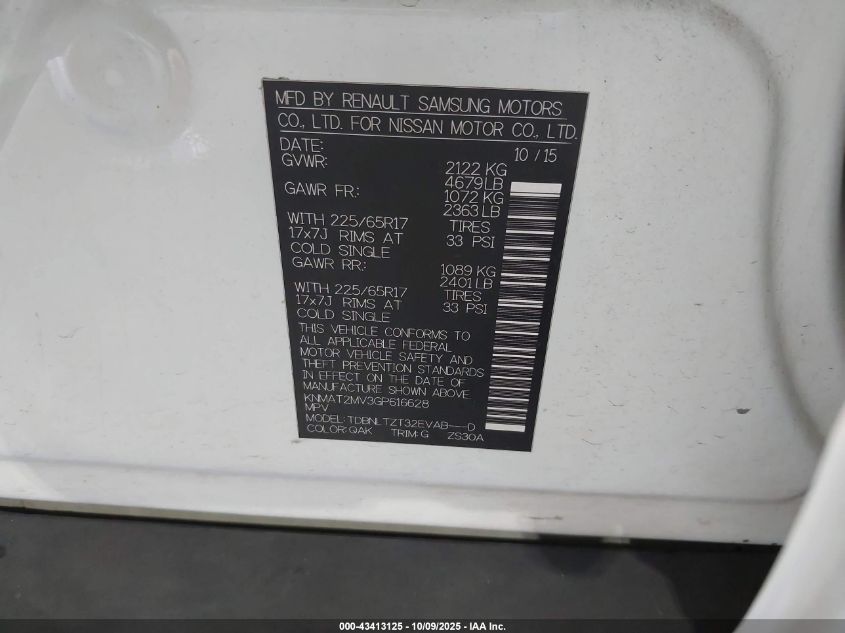 MFD BY RENAULT SAMSUNG MOTORS
CO., LTD. FOR NISSAN MOTOR CO., LTD.
DATE: 10 / 15
GVWR: 2122 KG
4679LB
GAWR FR: 1072 KG
2363 LB
WITH 225/65R17 TIRES
17x7J RIMS AT 33 PSI
COLD SINGLE
GAWR RR: 1089 KG
2401LB
WITH 225/65R17 TIRES
17x7J RIMS AT 33 PSI
COLD SINGLE
THIS VEHICLE CONFORMS TO
ALL APPLICABLE FEDERAL
MOTOR VEHICLE SAFETY AND
THEFT PREVENTION STANDARDS
IN EFFECT ON THE DATE OF
MANUFACTURE SHOWN ABOVE
KNMAT2MV3GP616628
MPV
MODEL: TDBNLTZT32EVAB---D
COLOR: QAK TRIM: G ZS30A
000-43413125 - 10/09/2025 - IAA Inc.